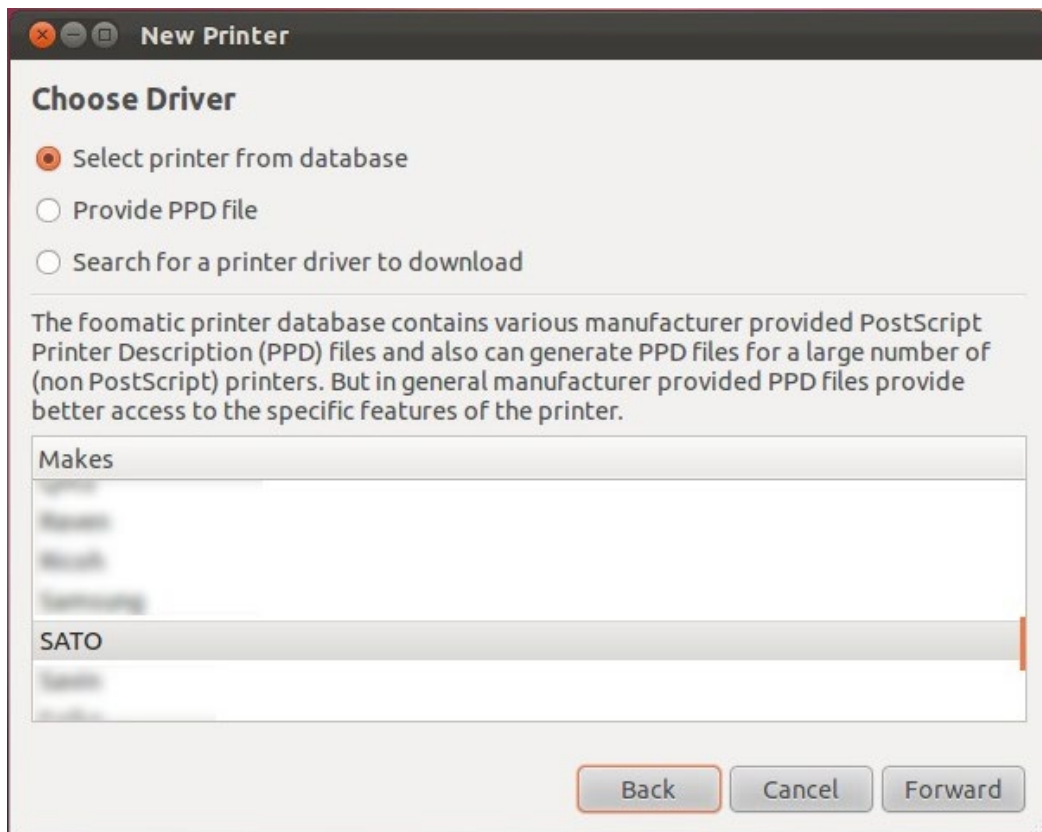 New Printer
Choose Driver
Select printer from database
Provide PPD file
Search for a printer driver to download
The foomatic printer database contains various manufacturer provided PostScript
Printer Description (PPD) files and also can generate PPD files for a large number of
(non PostScript) printers. But in general manufacturer provided PPD files provide
better access to the specific features of the printer.
Makes
SATO
Back Cancel Forward